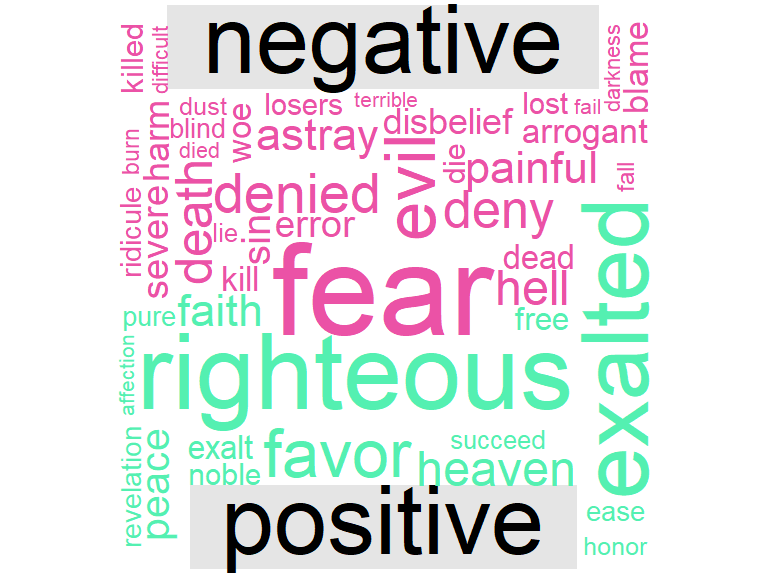 negative
killed
difficult
darkness
blame
dust
losers
terrible
lost
fail
blind
woe
astray
disbelief
arrogant
died
harm
burn
evil
die
painful
fall
death
denied
deny
severe
ridicule
lie
sin
error
dead
kill
fear
hell
exalted
pure
faith
free
righteous
affection
revelation
peace
exalt
favor
succeed
noble
heaven
positive
ease
honor